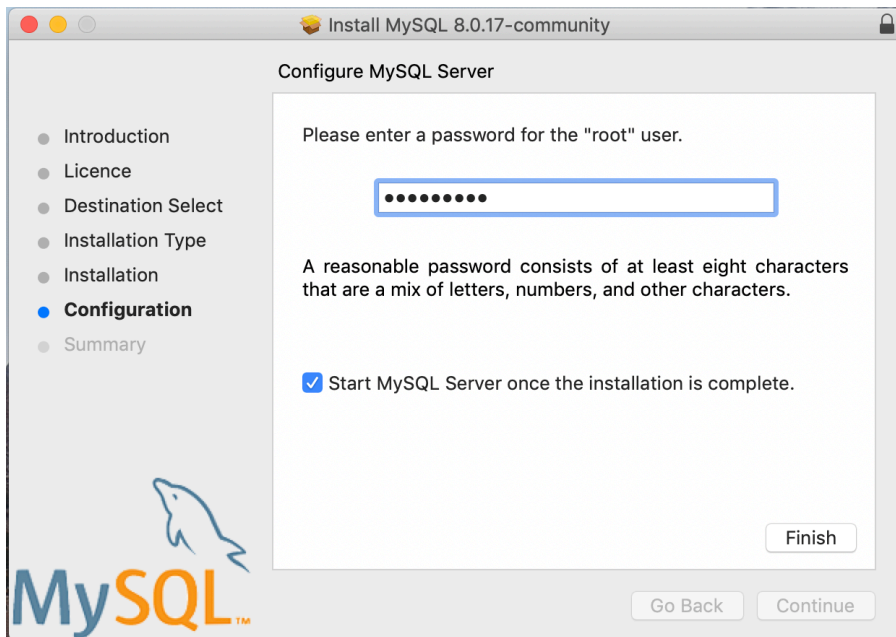 Install MySQL 8.0.17-community
Configure MySQL Server
Introduction
Licence
Destination Select
Installation Type
Installation
Configuration
Summary
Please enter a password for the "root" user.
•••••••••
A reasonable password consists of at least eight characters
that are a mix of letters, numbers, and other characters.
Start MySQL Server once the installation is complete.
Finish
MySQL™
Go Back
Continue